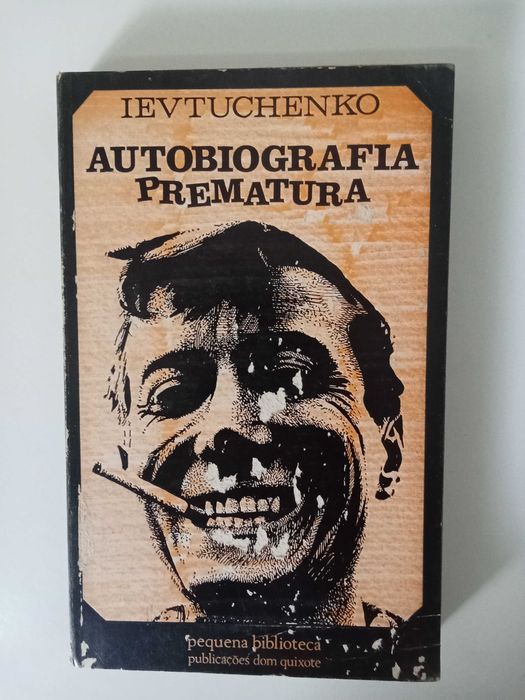 IEVTUCHENKO
AUTOBIOGRAFIA
PREMATURA
pequena biblioteca
publicações dom quixote